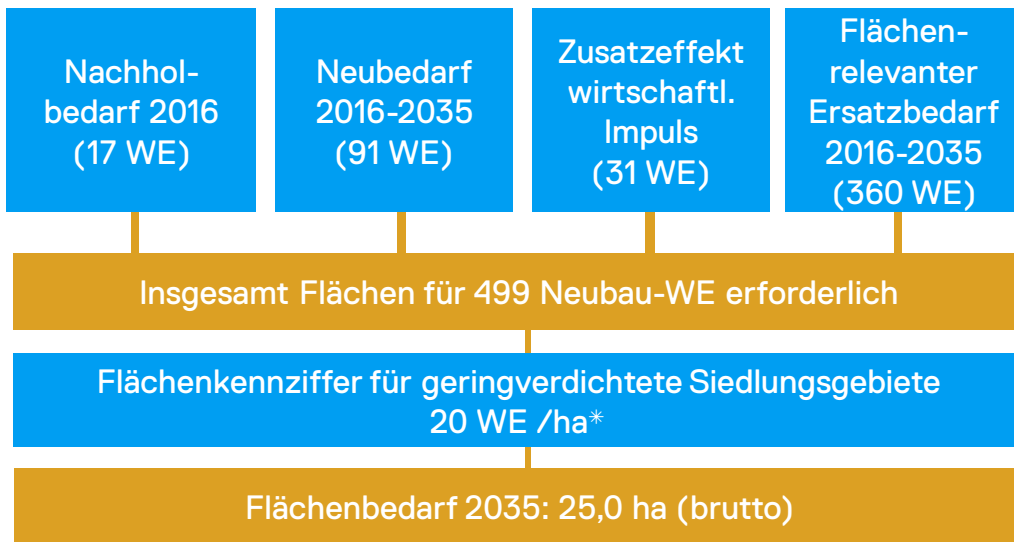 Nachhol-
bedarf 2016
(17 WE)
Neubedarf
2016-2035
(91 WE)
Zusatzeffekt
wirtschaftl.
Impuls
(31 WE)
Flächen-
relevanter
Ersatzbedarf
2016-2035
(360 WE)
Insgesamt Flächen für 499 Neubau-WE erforderlich
Flächenkennziffer für geringverdichtete Siedlungsgebiete
20 WE /ha*
Flächenbedarf 2035: 25,0 ha (brutto)